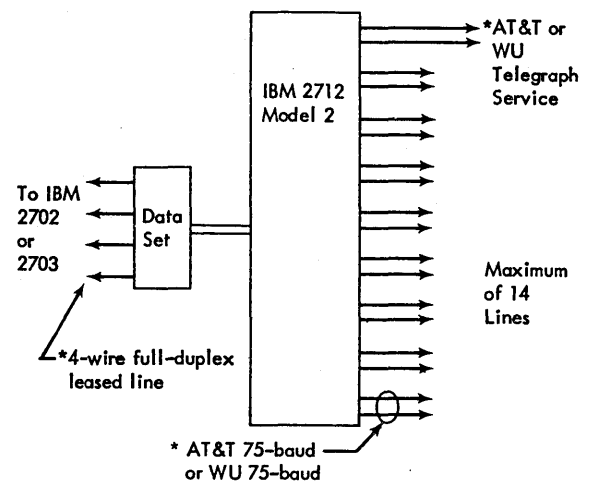 *AT&T or
WU
Telegraph
Service
IBM 2712
Model 2
To IBM
2702
or
2703
Data
Set
Maximum
of 14
Lines
*4-wire full-duplex
leased line
* AT&T 75-baud
or WU 75-baud